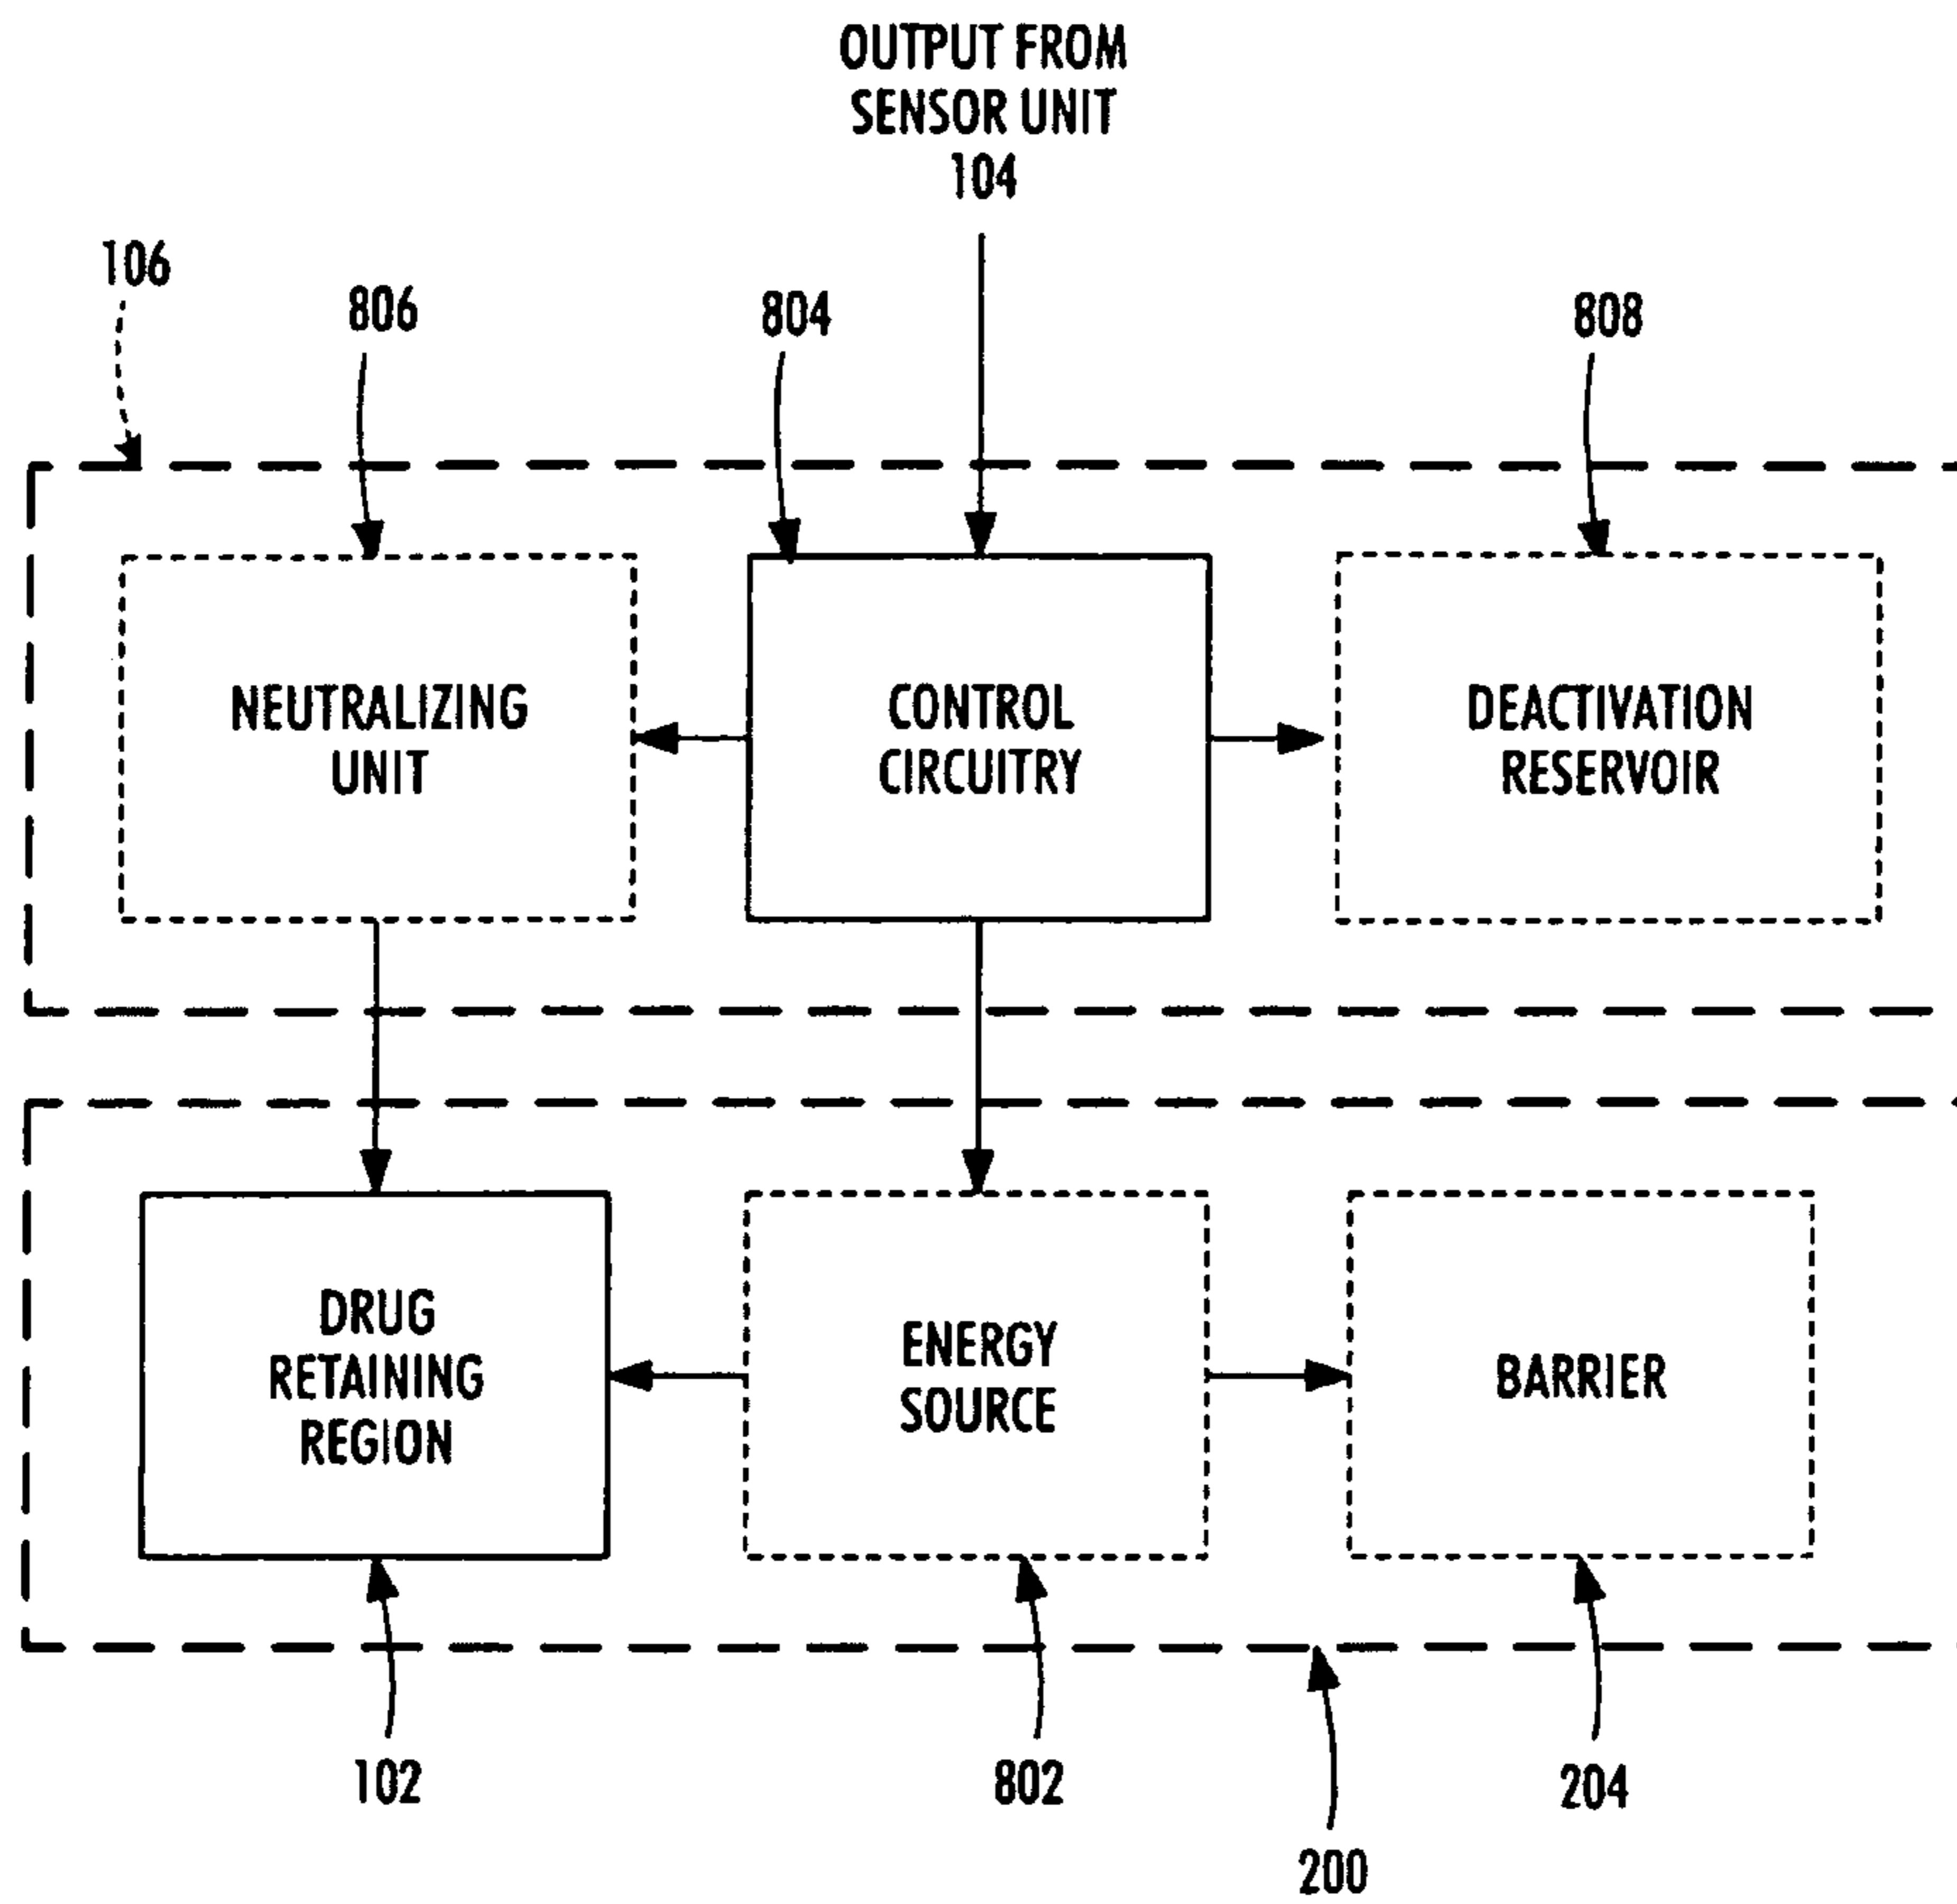 OUTPUT FROM
SENSOR UNIT
104
106
806
804
808
NEUTRALIZING
UNIT
CONTROL
CIRCUITRY
DEACTIVATION
RESERVOIR
DRUG
RETAINING
REGION
ENERGY
SOURCE
BARRIER
102
802
204
200